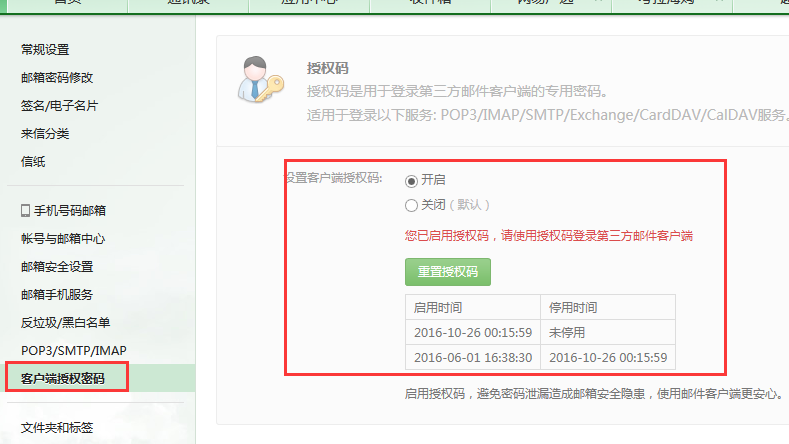 常规设置
邮箱密码修改
签名/电子名片
来信分类
信纸
手机号码邮箱
帐号与邮箱中心
邮箱安全设置
邮箱手机服务
反垃圾/黑白名单
POP3/SMTP/IMAP
客户端授权密码
文件夹和标签
授权码
授权码是用于登录第三方邮件客户端的专用密码。
适用于登录以下服务: POP3/IMAP/SMTP/Exchange/CardDAV/CalDAV服务。
设置客户端授权码:
开启
关闭（默认）
您已启用授权码，请使用授权码登录第三方邮件客户端
重置授权码
启用时间 停用时间
2016-10-26 00:15:59 未停用
2016-06-01 16:38:30 2016-10-26 00:15:59
启用授权码，避免密码泄漏造成邮箱安全隐患，使用邮件客户端更安心。